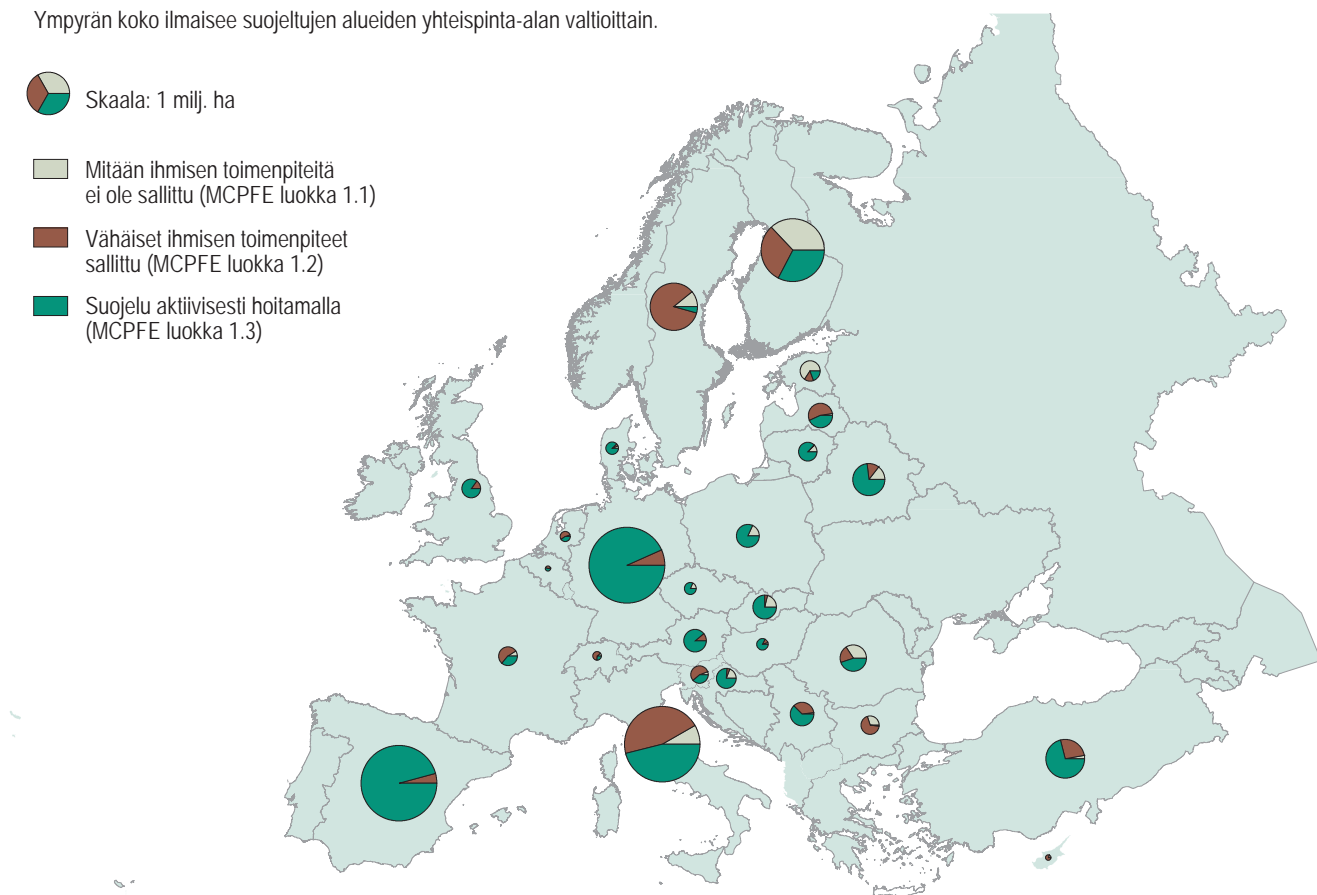 Ympyrän koko ilmaisee suojeltujen alueiden yhteispinta-alan valtioittain.
Skaala: 1 milj. ha
Mitään ihmisen toimenpiteitä
ei ole sallittu (MCPFE luokka 1.1)
Vähäiset ihmisen toimenpiteet
sallittu (MCPFE luokka 1.2)
Suojelu aktiivisesti hoitamalla
(MCPFE luokka 1.3)